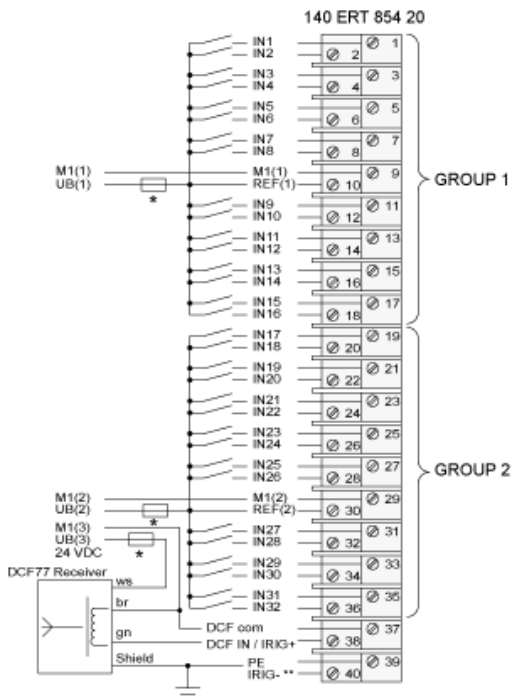 140 ERT 854 20
IN1 1
IN2 2
IN3 3
IN4 4
IN5 5
IN6 6
IN7 7
IN8 8
M1(1) M1(1) 9
UB(1) REF(1) 10
*
GROUP 1
IN9 11
IN10 12
IN11 13
IN12 14
IN13 15
IN14 16
IN15 17
IN16 18
IN17 19
IN18 20
IN19 21
IN20 22
IN21 23
IN22 24
IN23 25
IN24 26
IN25 27
IN26 28
GROUP 2
M1(2) M1(2) 29
UB(2) REF(2) 30
*
M1(3) IN27 31
UB(3) IN28 32
*
24 VDC
IN29 33
IN30 34
DCF77 Receiver
ws
IN31 35
IN32 36
br
DCF com 37
gn
DCF IN / IRIG+ 38
Shield
PE 39
IRIG- ** 40